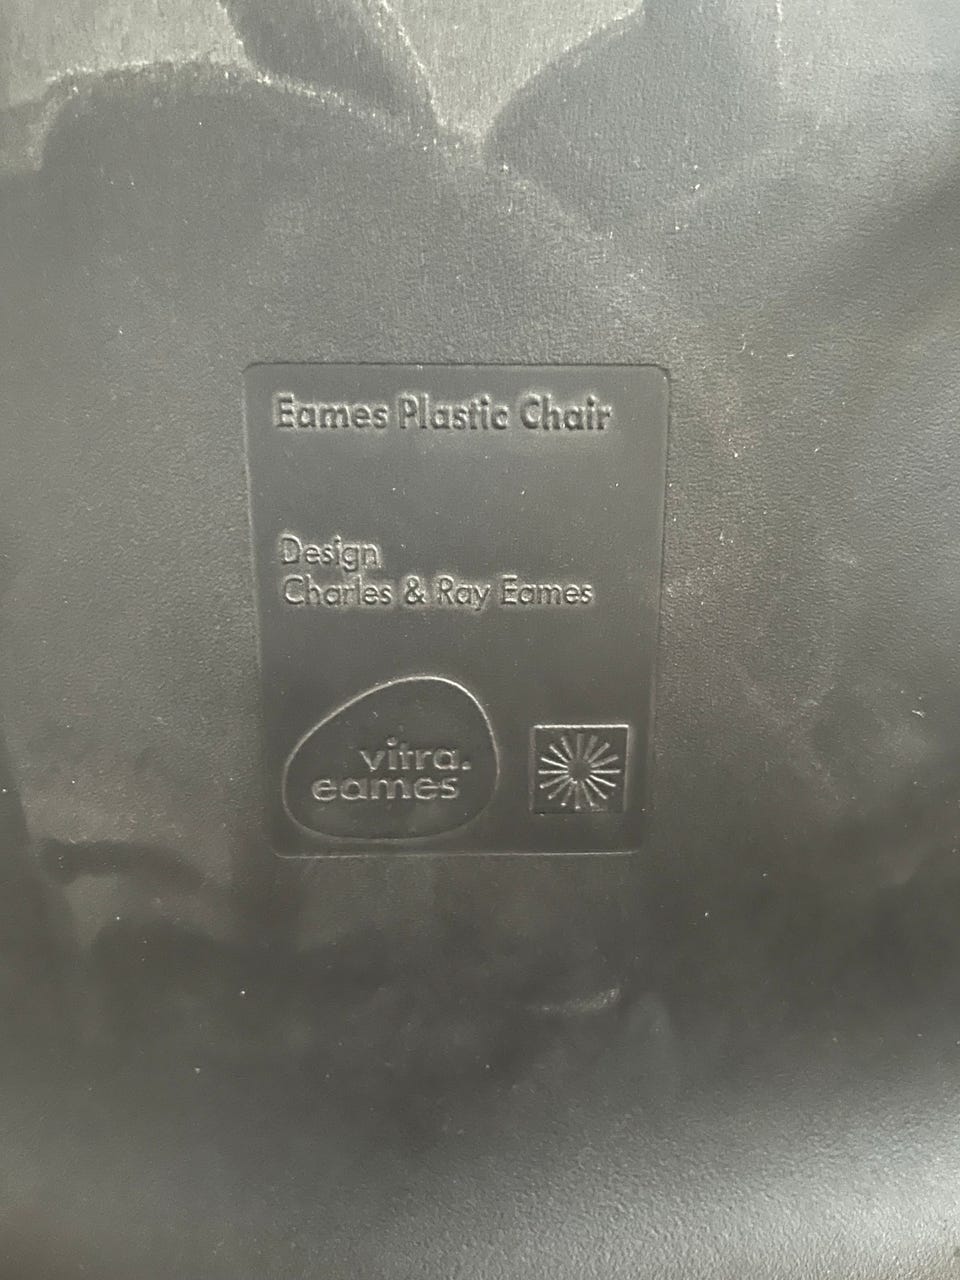 Eames Plastic Chair
Design
Charles & Ray Eames
vitra.
eames